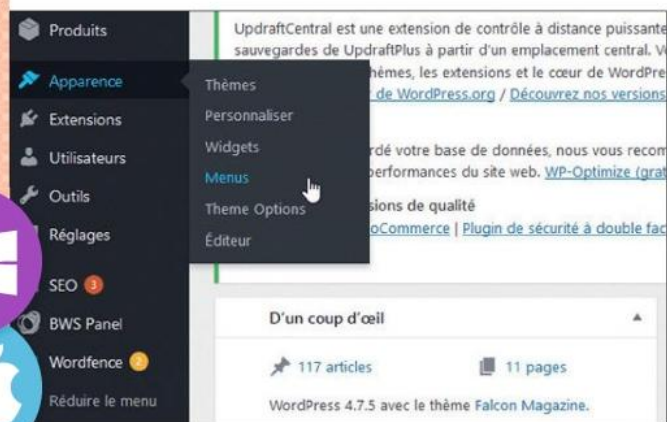 Produits
Apparence
Extensions
Utilisateurs
Outils
Réglages
SEO 3
BWS Panel
Wordfence 2
Réduire le menu
Thèmes
Personnaliser
Widgets
Menus
Theme Options
Éditeur
UpdraftCentral est une extension de contrôle à distance puissante
sauvegardes de UpdraftPlus à partir d'un emplacement central.
hèmes, les extensions et le cœur de WordPre
de WordPress.org / Découvrez nos versions
rdé votre base de données, nous vous recom
performances du site web. WP-Optimize (grat
sions de qualité
oCommerce | Plugin de sécurité à double fac
D'un coup d'œil
117 articles
11 pages
WordPress 4.7.5 avec le thème Falcon Magazine.